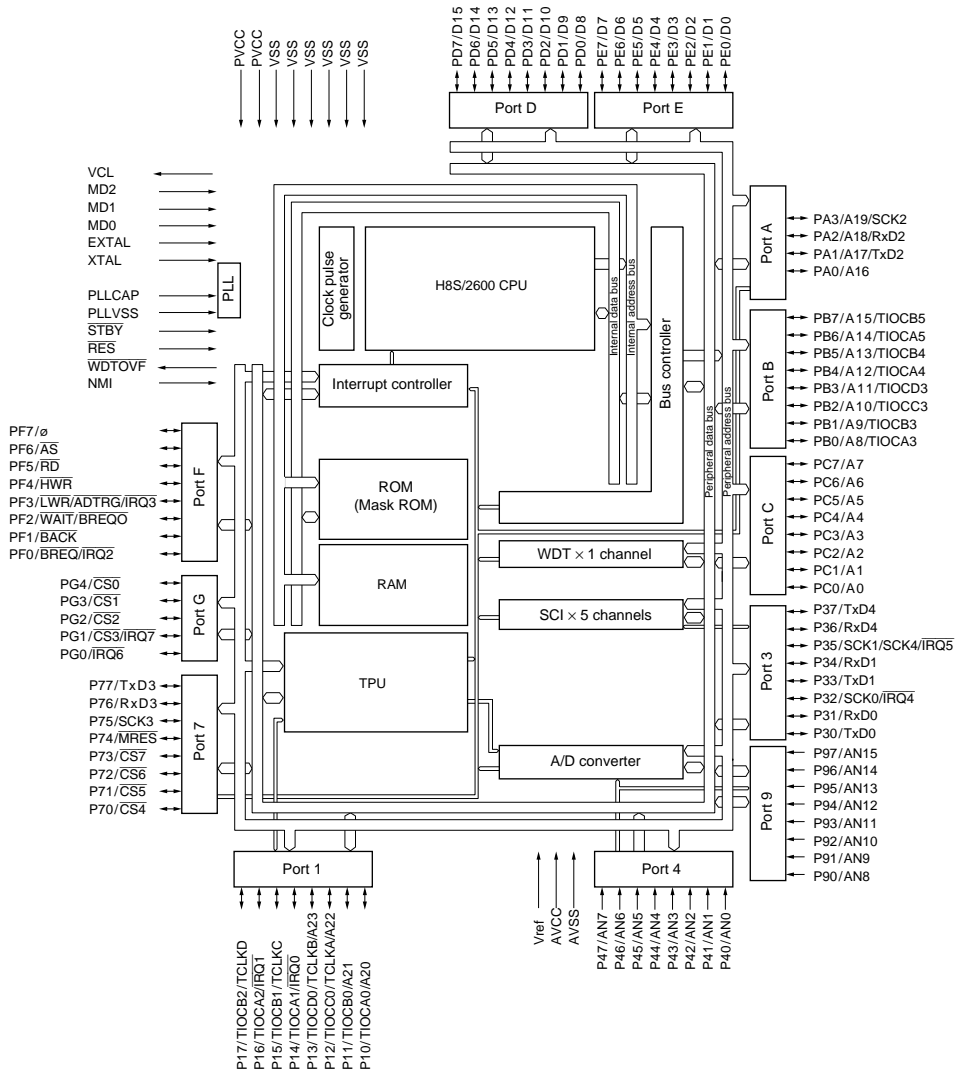 PVCC
PVCC
VSS
VSS
VSS
VSS
VSS
VSS
PD7/D15
PD6/D14
PD5/D13
PD4/D12
PD3/D11
PD2/D10
PD1/D9
PD0/D8
PE7/D7
PE6/D6
PE5/D5
PE4/D4
PE3/D3
PE2/D2
PE1/D1
PE0/D0
Port D
Port E
VCL
MD2
MD1
MD0
EXTAL
XTAL
PLLCAP
PLLVSS
STBY
RES
WDTOVF
NMI
PLL
Clock pulse
generator
H8S/2600 CPU
Internal data bus
Internal address bus
Bus controller
Peripheral data bus
Peripheral address bus
Port A
PA3/A19/SCK2
PA2/A18/RxD2
PA1/A17/TxD2
PA0/A16
Interrupt controller
Port B
PB7/A15/TIOCB5
PB6/A14/TIOCA5
PB5/A13/TIOCB4
PB4/A12/TIOCA4
PB3/A11/TIOCD3
PB2/A10/TIOCC3
PB1/A9/TIOCB3
PB0/A8/TIOCA3
PF7/ø
PF6/AS
PF5/RD
PF4/HWR
PF3/LWR/ADTRG/IRQ3
PF2/WAIT/BREQO
PF1/BACK
PF0/BREQ/IRQ2
Port F
ROM
(Mask ROM)
Port C
PC7/A7
PC6/A6
PC5/A5
PC4/A4
PC3/A3
PC2/A2
PC1/A1
PC0/A0
WDT × 1 channel
RAM
PG4/CS0
PG3/CS1
PG2/CS2
PG1/CS3/IRQ7
PG0/IRQ6
Port G
SCI × 5 channels
Port 3
P37/TxD4
P36/RxD4
P35/SCK1/SCK4/IRQ5
P34/RxD1
P33/TxD1
P32/SCK0/IRQ4
P31/RxD0
P30/TxD0
TPU
P77/TxD3
P76/RxD3
P75/SCK3
P74/MRES
P73/CS7
P72/CS6
P71/CS5
P70/CS4
Port 7
A/D converter
Port 9
P97/AN15
P96/AN14
P95/AN13
P94/AN12
P93/AN11
P92/AN10
P91/AN9
P90/AN8
Port 1
Port 4
P17/TIOCB2/TCLKD
P16/TIOCA2/IRQ1
P15/TIOCB1/TCLKC
P14/TIOCA1/IRQ0
P13/TIOCD0/TCLKB/A23
P12/TIOCC0/TCLKA/A22
P11/TIOCB0/A21
P10/TIOCA0/A20
Vref
AVCC
AVSS
P47/AN7
P46/AN6
P45/AN5
P44/AN4
P43/AN3
P42/AN2
P41/AN1
P40/AN0